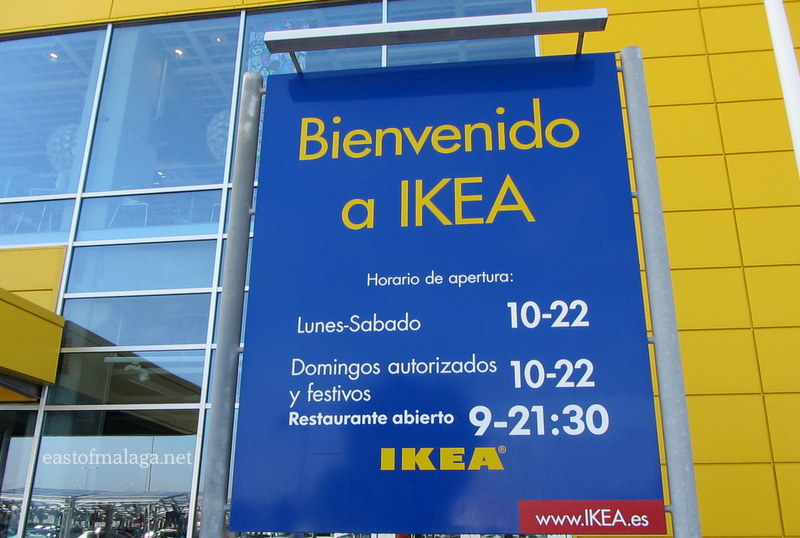 Bienvenido
a IKEA
Horario de apertura:
Lunes-Sabado 10-22
Domingos autorizados
y festivos 10-22
Restaurante abierto 9-21:30
IKEA®
www.IKEA.es
eastofmalaga.net